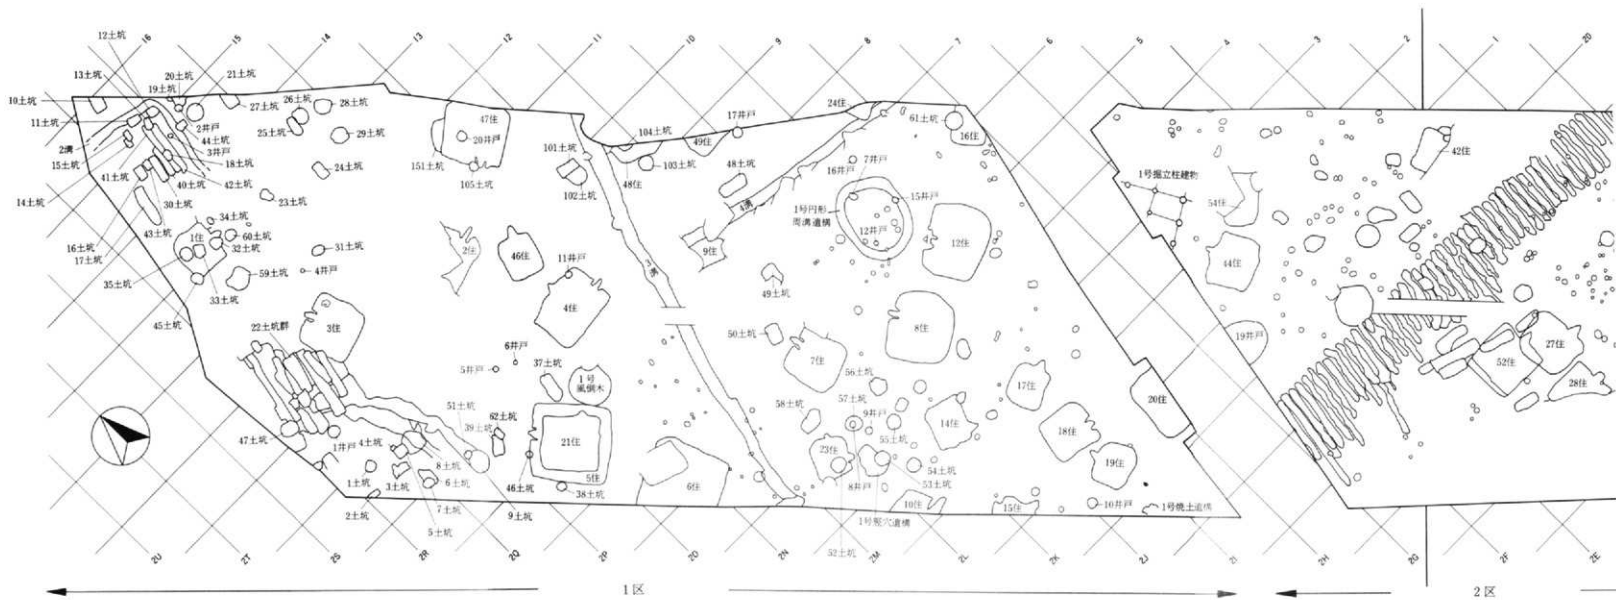 12土坑
16
15
14
13
12
11
10
9
8
7
6
5
4
3
2
1
20
13土坑
20土坑
21土坑
19土坑
26土坑
28土坑
10土坑
27土坑
17井戸
24住
61土坑
11土坑
2井戸
25土坑
29土坑
47住
20井戸
104土坑
49住
16住
44土坑
3井戸
2溝
15土坑
18土坑
24土坑
151土坑
105土坑
101土坑
102土坑
48住
103土坑
48土坑
7井戸
16井戸
42住
41土坑
40土坑
42土坑
1号掘立柱建物
14土坑
30土坑
23土坑
4溝
1号円形
周溝遺構
15井戸
54住
43土坑
34土坑
1住
60土坑
32土坑
31土坑
2住
46住
9住
12井戸
12住
16土坑
17土坑
59土坑
4井戸
11井戸
3溝
49土坑
44住
35土坑
33土坑
45土坑
3住
4住
8住
22土坑群
50土坑
19井戸
6井戸
7住
27住
52住
5井戸
37土坑
1号
風倒木
56土坑
17住
28住
51土坑
39土坑
62土坑
58土坑
57土坑
9井戸
20住
14住
18住
47土坑
1井戸
4土坑
21住
23住
55土坑
19住
8土坑
6土坑
5住
54土坑
53土坑
1土坑
3土坑
46土坑
38土坑
6住
8井戸
10住
15住
10井戸
1号焼土遺構
2土坑
7土坑
9土坑
1号竪穴遺構
5土坑
52土坑
2U
2T
2S
2R
2Q
2P
2O
2N
2M
2L
2K
2J
2I
2H
2G
2F
2E
1区
2区